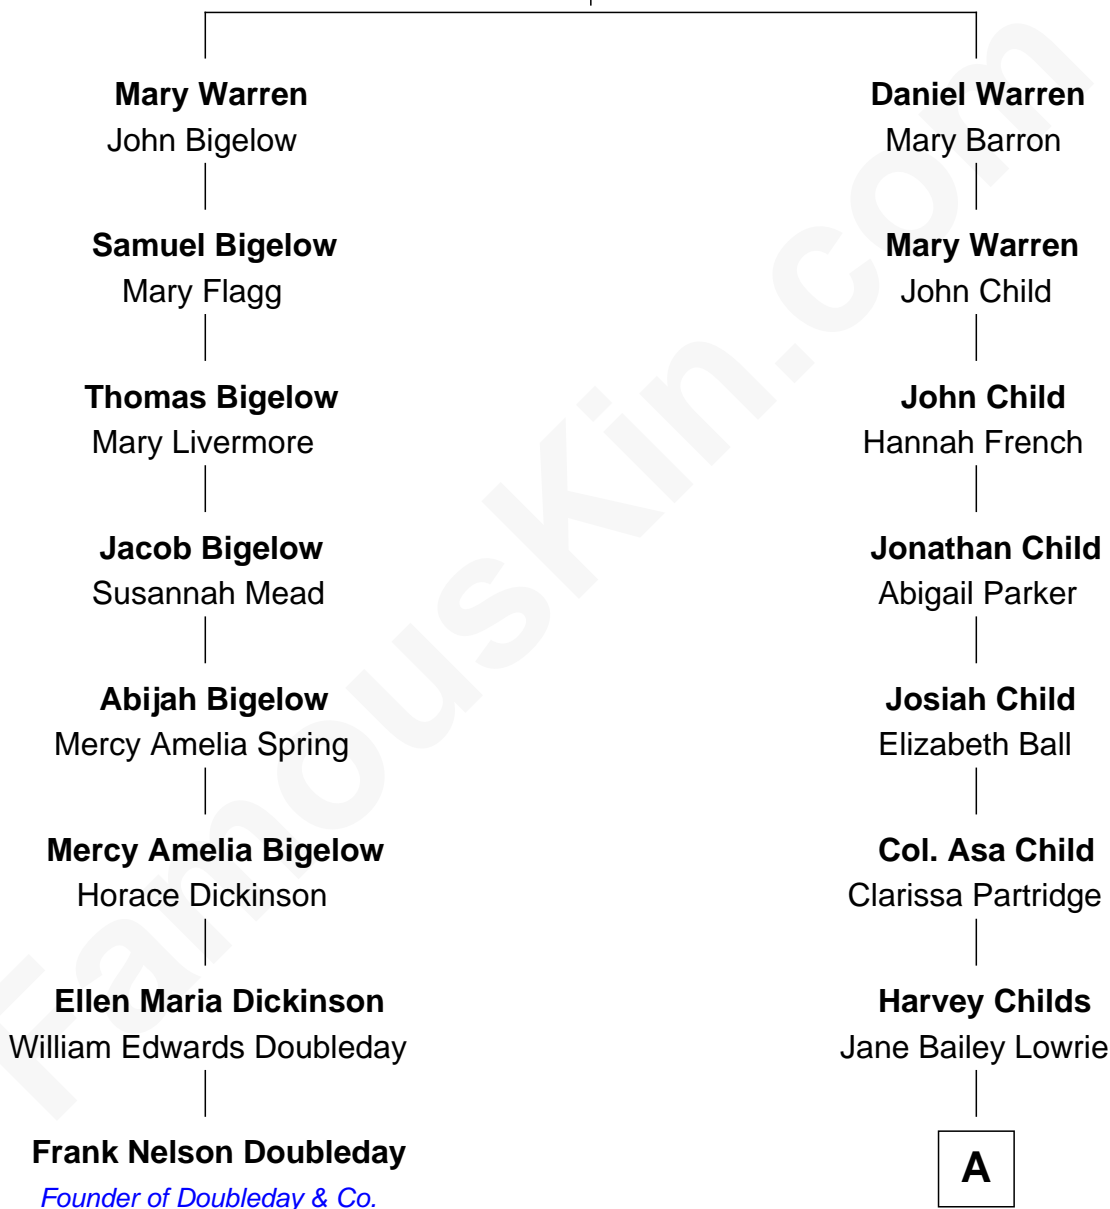 Mary Warren
John Bigelow
Samuel Bigelow
Mary Flagg
Thomas Bigelow
Mary Livermore
Jacob Bigelow
Susannah Mead
Abijah Bigelow
Mercy Amelia Spring
Mercy Amelia Bigelow
Horace Dickinson
Ellen Maria Dickinson
William Edwards Doubleday
Frank Nelson Doubleday
Founder of Doubleday & Co.
Daniel Warren
Mary Barron
Mary Warren
John Child
John Child
Hannah French
Jonathan Child
Abigail Parker
Josiah Child
Elizabeth Ball
Col. Asa Child
Clarissa Partridge
Harvey Childs
Jane Bailey Lowrie
A
FamousKin.com